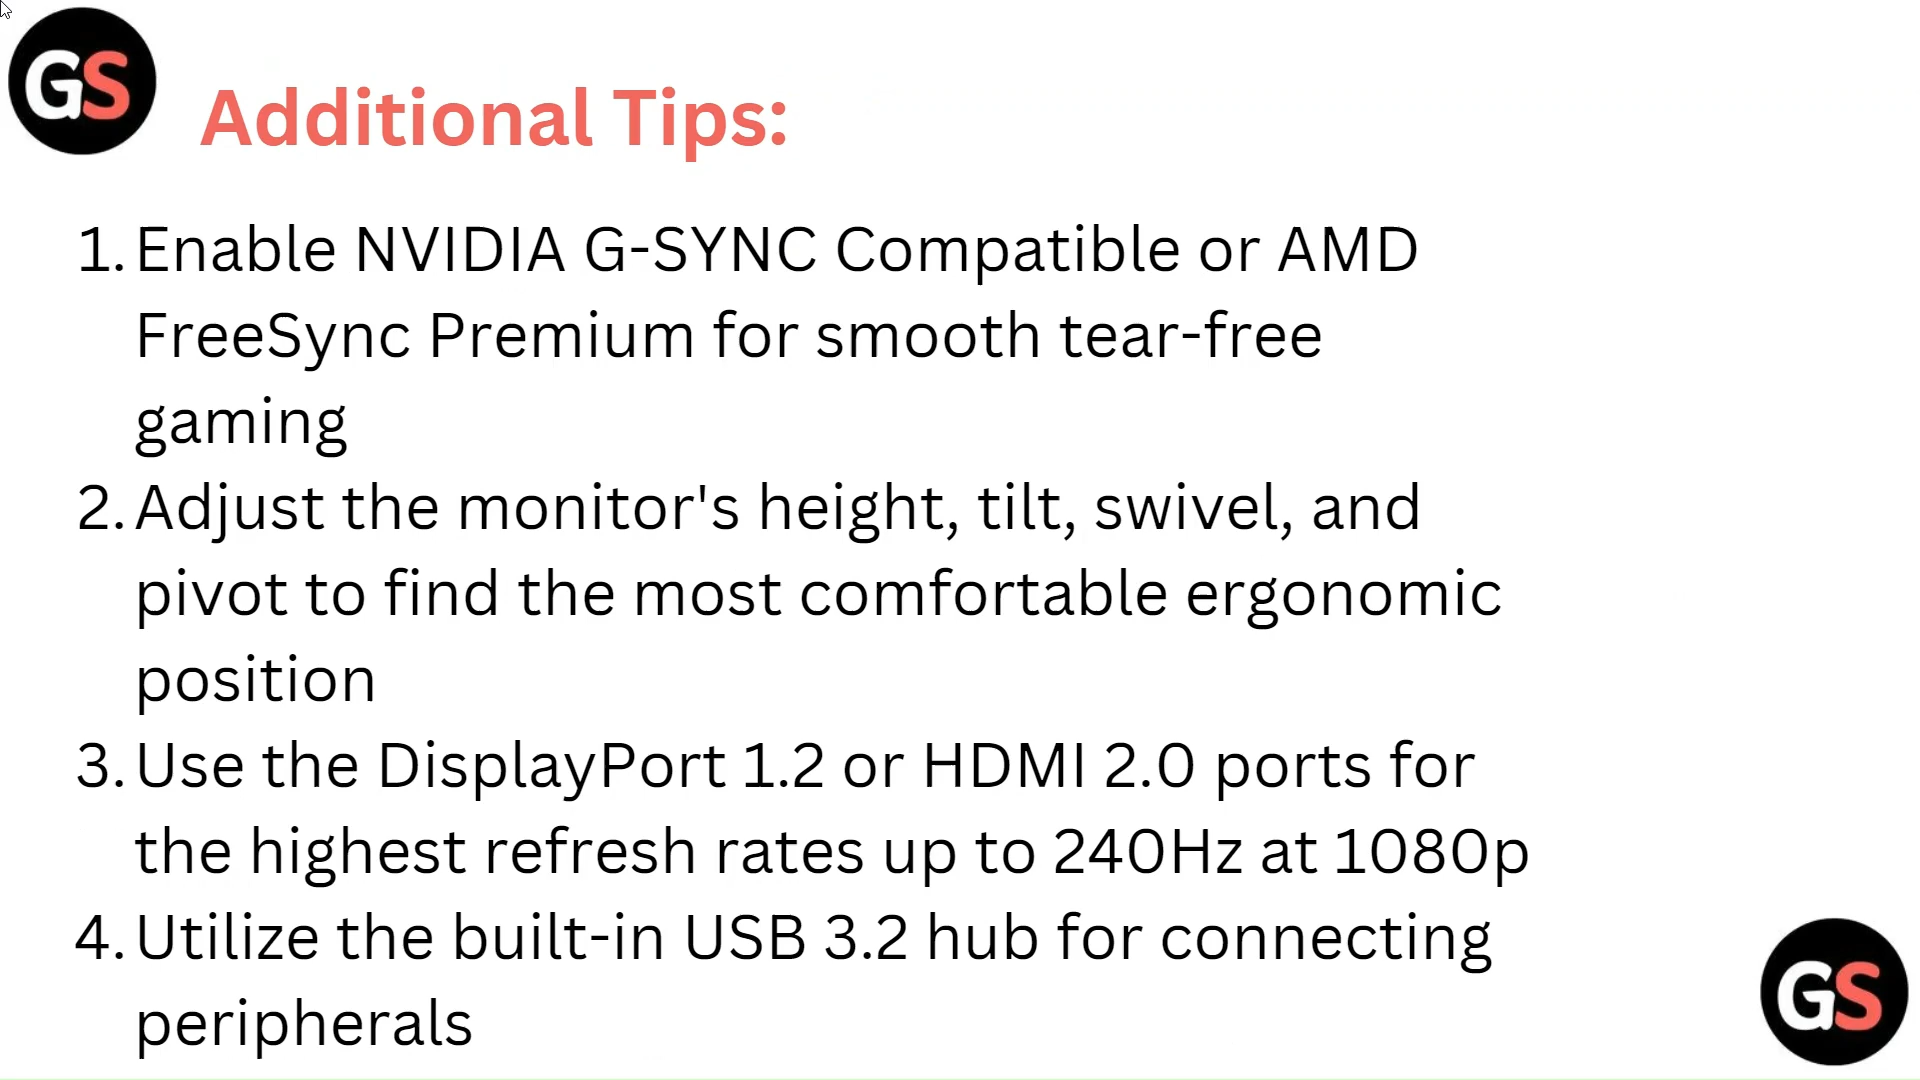 GS
Additional Tips:
1. Enable NVIDIA G-SYNC Compatible or AMD
FreeSync Premium for smooth tear-free
gaming
2. Adjust the monitor's height, tilt, swivel, and
pivot to find the most comfortable ergonomic
position
3. Use the DisplayPort 1.2 or HDMI 2.0 ports for
the highest refresh rates up to 240Hz at 1080p
4. Utilize the built-in USB 3.2 hub for connecting
peripherals
GS